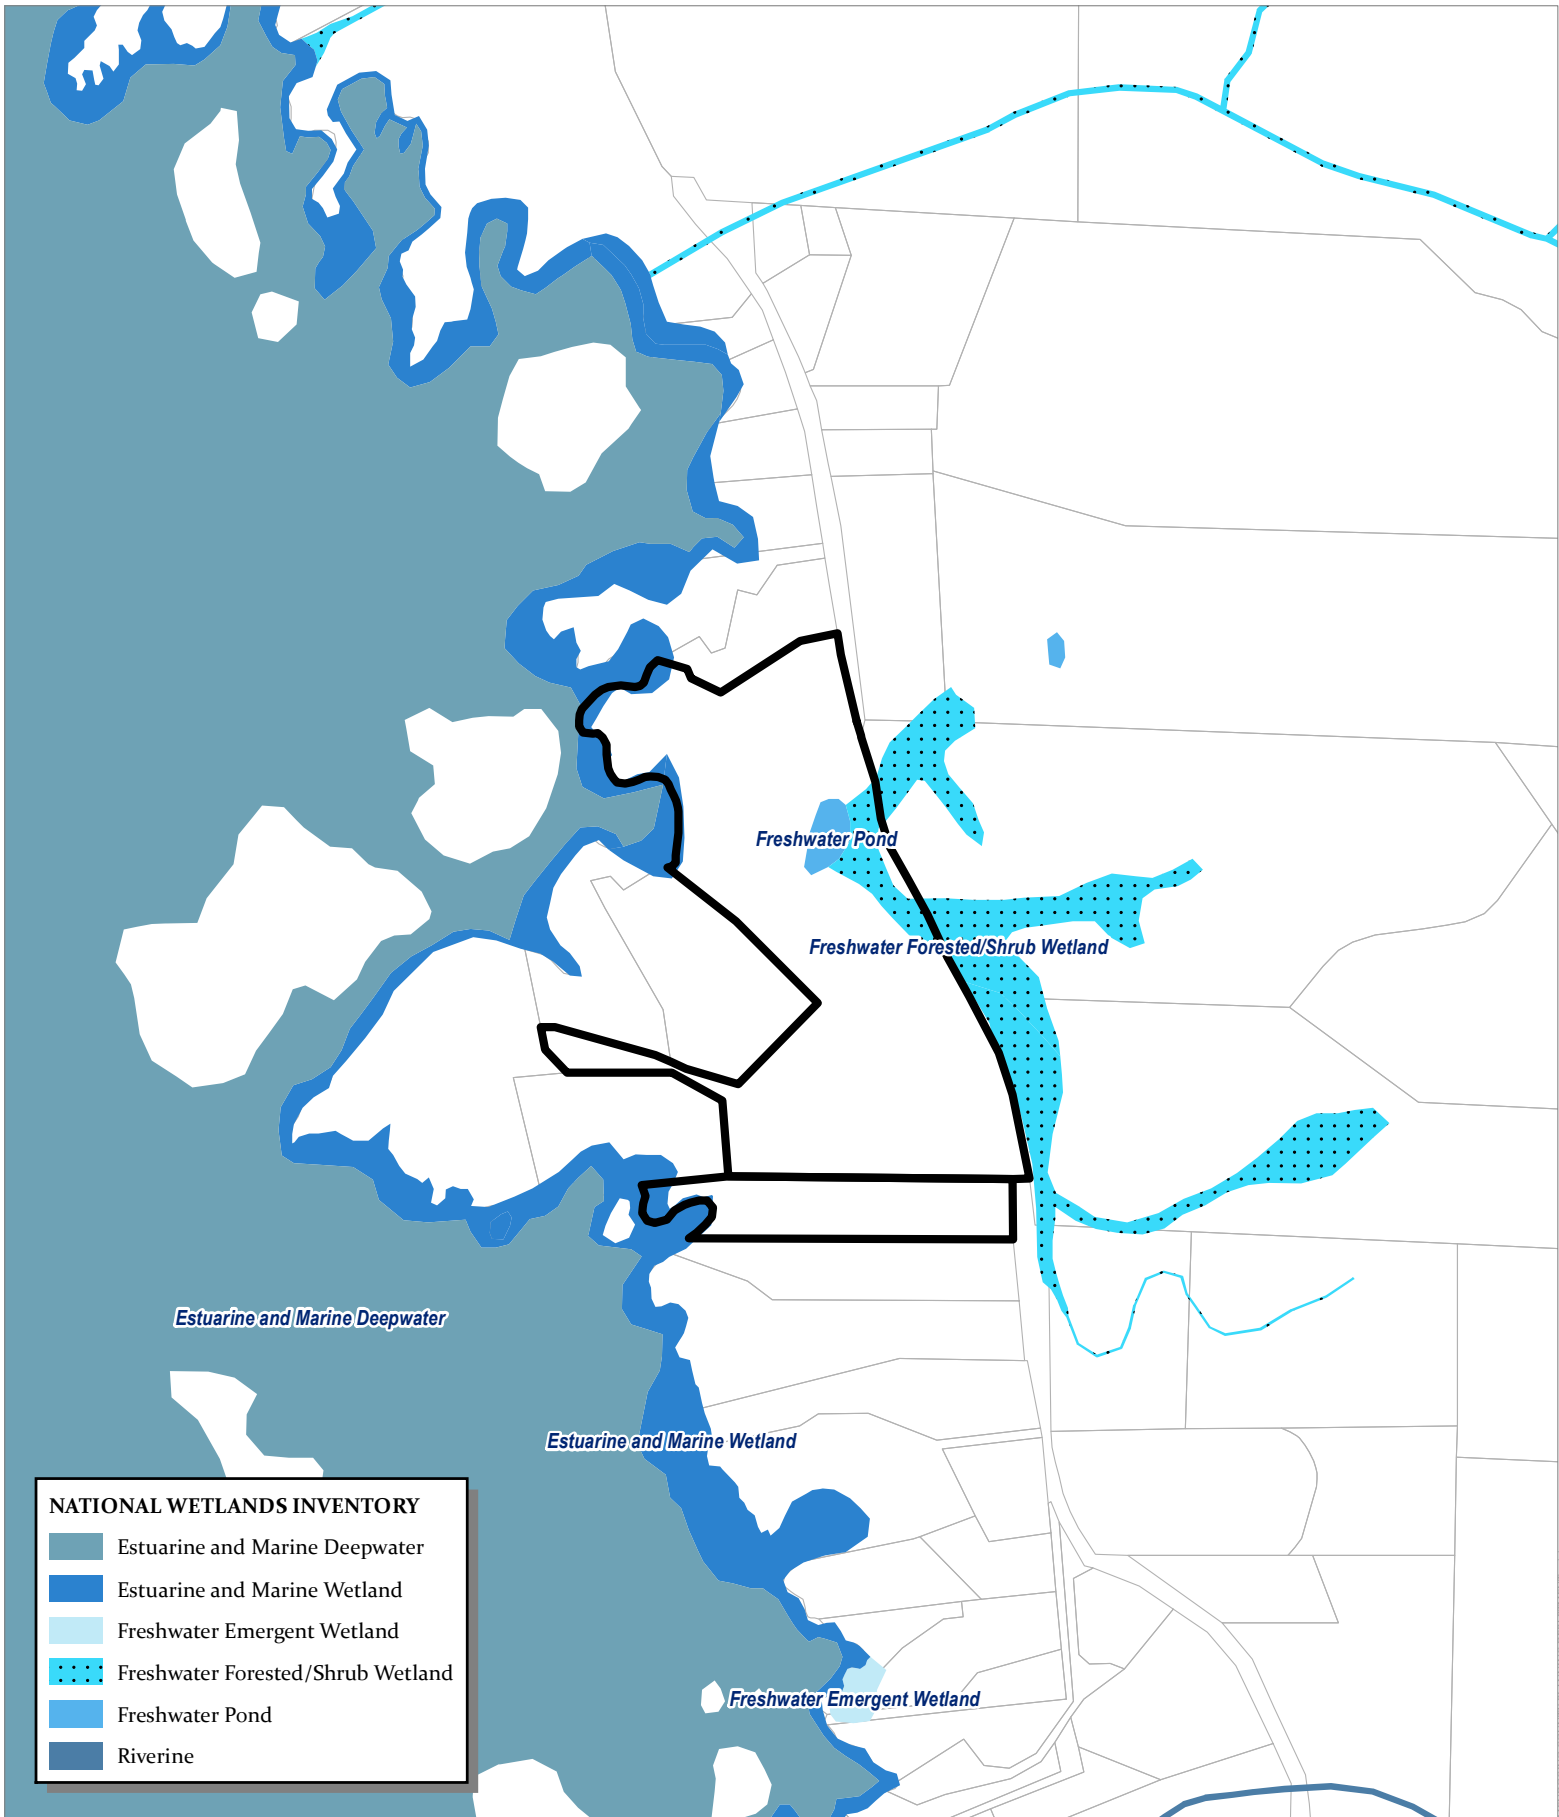 Freshwater Pond
Freshwater Forested/Shrub Wetland
Estuarine and Marine Deepwater
Estuarine and Marine Wetland
Freshwater Emergent Wetland
NATIONAL WETLANDS INVENTORY
Estuarine and Marine Deepwater
Estuarine and Marine Wetland
Freshwater Emergent Wetland
Freshwater Forested/Shrub Wetland
Freshwater Pond
Riverine